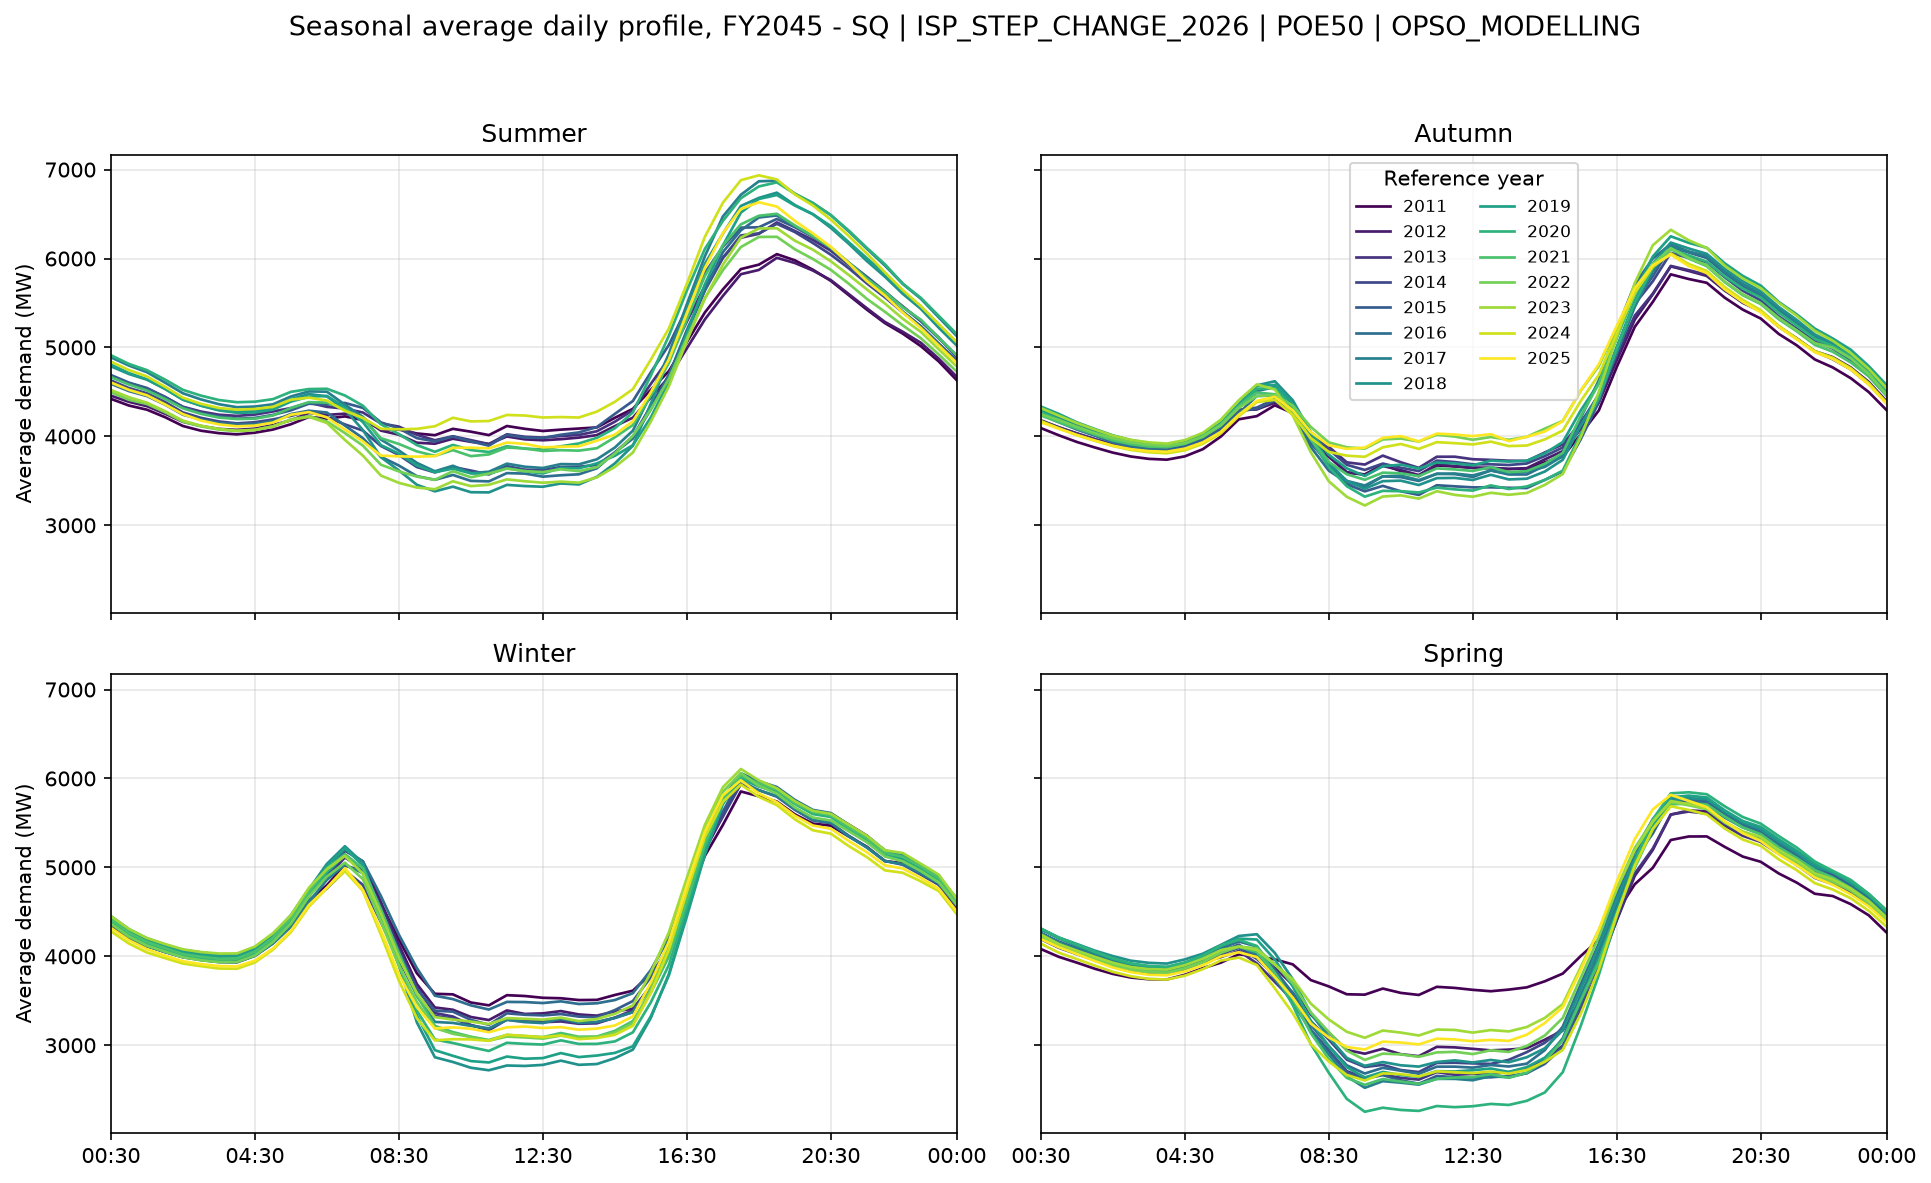 Seasonal average daily profile, FY2045 - SQ | ISP_STEP_CHANGE_2026 | POE50 | OPSO_MODELLING
Summer
Average demand (MW)
7000
6000
5000
4000
3000
Autumn
Reference year
2011 2019
2012 2020
2013 2021
2014 2022
2015 2023
2016 2024
2017 2025
2018
Winter
Average demand (MW)
7000
6000
5000
4000
3000
00:30 04:30 08:30 12:30 16:30 20:30 00:00
Spring
00:30 04:30 08:30 12:30 16:30 20:30 00:00